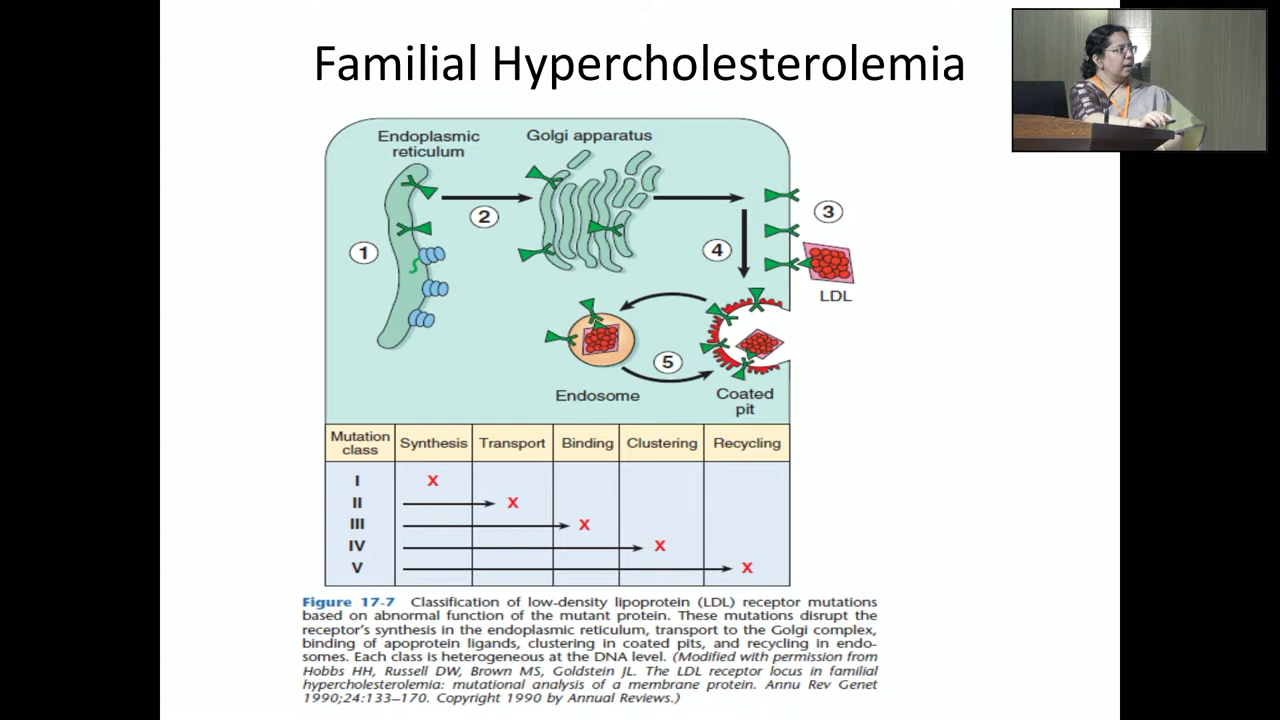 Familial Hypercholesterolemia
Endoplasmic
reticulum
Golgi apparatus
1
2
3
4
LDL
5
Endosome
Coated
pit
Mutation
class
Synthesis
Transport
Binding
Clustering
Recycling
I X
II X
III X
IV X
V X
Figure 17-7 Classification of low-density lipoprotein (LDL) receptor mutations
based on abnormal function of the mutant protein. These mutations disrupt the
receptor's synthesis in the endoplasmic reticulum, transport to the Golgi complex,
binding of apoprotein ligands, clustering in coated pits, and recycling in endo-
somes. Each class is heterogeneous at the DNA level. (Modified with permission from
Hobbs HH, Russell DW, Brown MS, Goldstein JL. The LDL receptor locus in familial
hypercholesterolemia: mutational analysis of a membrane protein. Annu Rev Genet
1990;24:133–170. Copyright 1990 by Annual Reviews.)